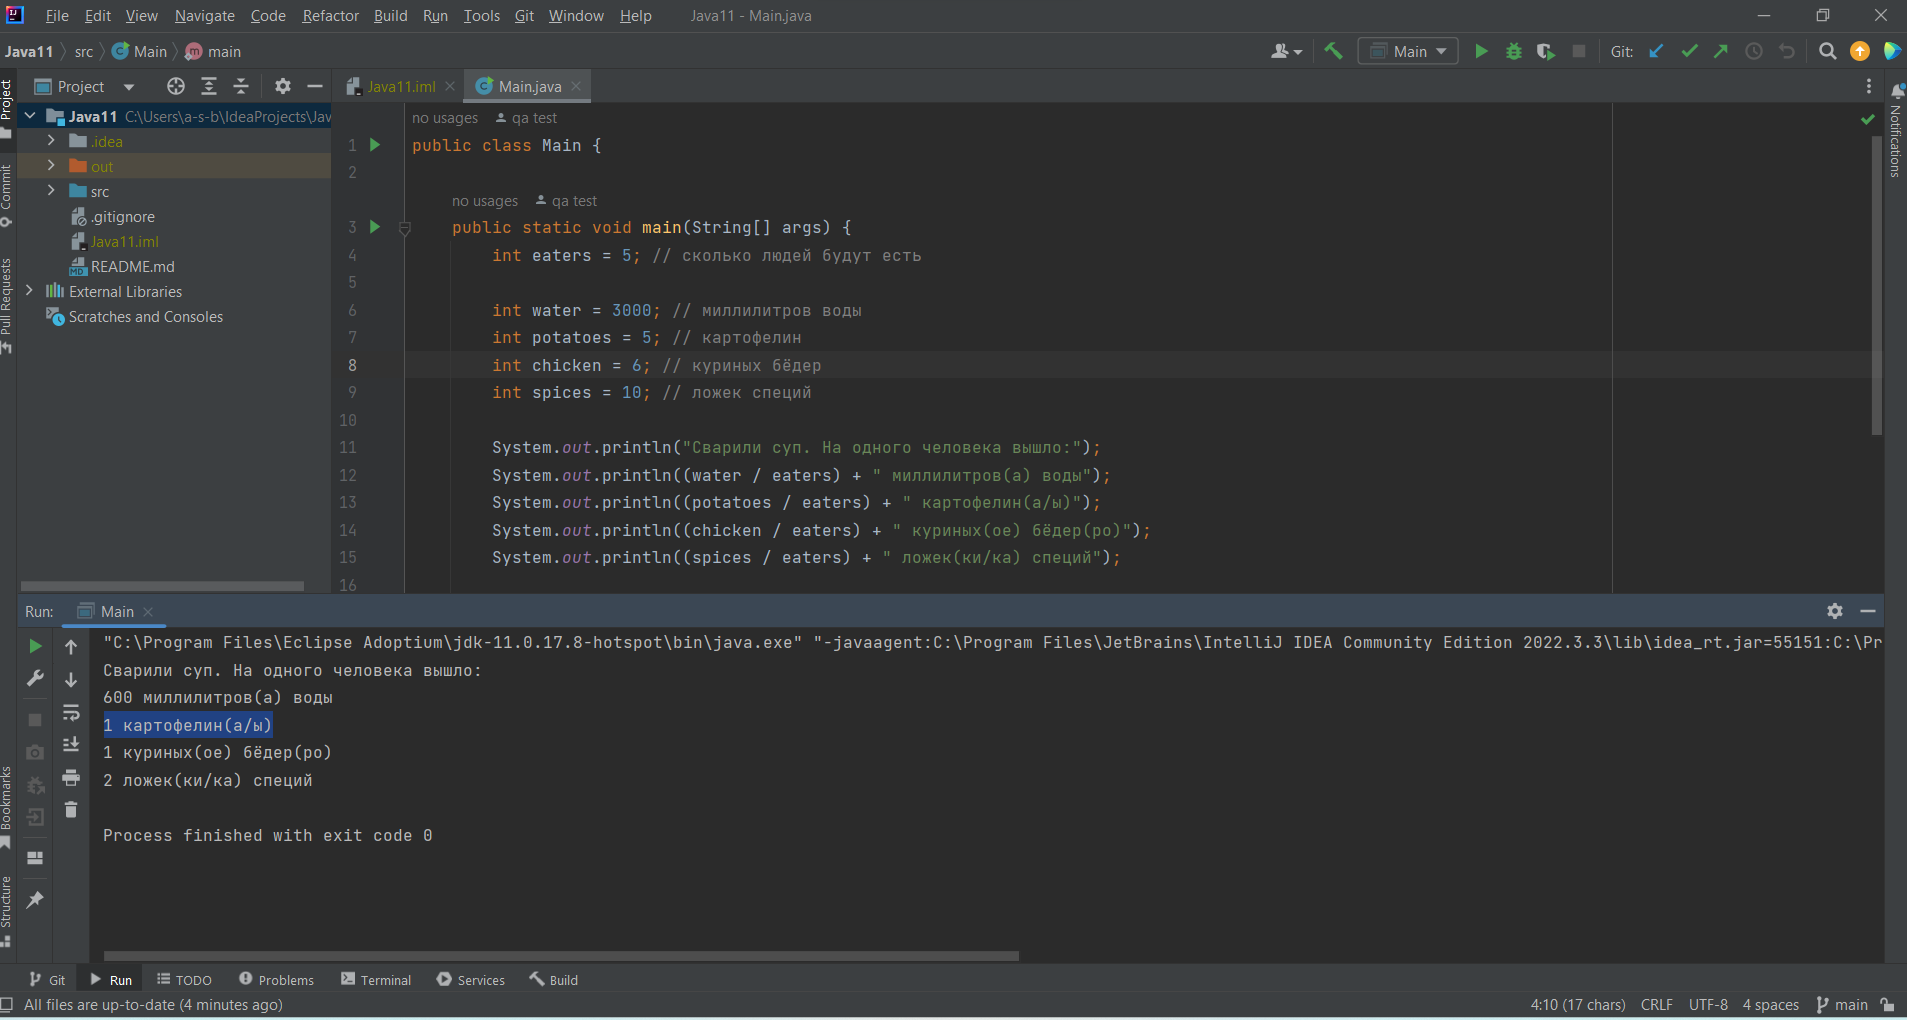 File Edit View Navigate Code Refactor Build Run Tools Git Window Help Java11 - Main.java
Java11 src Main main
Main Git:
Project
Java11.iml Main.java
Java11 C:\Users\a-s-b\IdeaProjects\Jav
.idea
out
src
.gitignore
Java11.iml
README.md
External Libraries
Scratches and Consoles
Project
Commit
Pull Requests
Bookmarks
Structure
Notifications
no usages qa test
1 public class Main {
2
no usages qa test
3 public static void main(String[] args) {
4 int eaters = 5; // сколько людей будут есть
5
6 int water = 3000; // миллилитров воды
7 int potatoes = 5; // картофелин
8 int chicken = 6; // куриных бёдер
9 int spices = 10; // ложек специй
10
11 System.out.println("Сварили суп. На одного человека вышло:");
12 System.out.println((water / eaters) + " миллилитров(а) воды");
13 System.out.println((potatoes / eaters) + " картофелин(а/ы)");
14 System.out.println((chicken / eaters) + " куриных(ое) бёдер(ро)");
15 System.out.println((spices / eaters) + " ложек(ки/ка) специй");
16
Run: Main
"C:\Program Files\Eclipse Adoptium\jdk-11.0.17.8-hotspot\bin\java.exe" "-javaagent:C:\Program Files\JetBrains\IntelliJ IDEA Community Edition 2022.3.3\lib\idea_rt.jar=55151:C:\Pr
Сварили суп. На одного человека вышло:
600 миллилитров(а) воды
1 картофелин(а/ы)
1 куриных(ое) бёдер(ро)
2 ложек(ки/ка) специй
Process finished with exit code 0
Git Run TODO Problems Terminal Services Build
All files are up-to-date (4 minutes ago) 4:10 (17 chars) CRLF UTF-8 4 spaces main